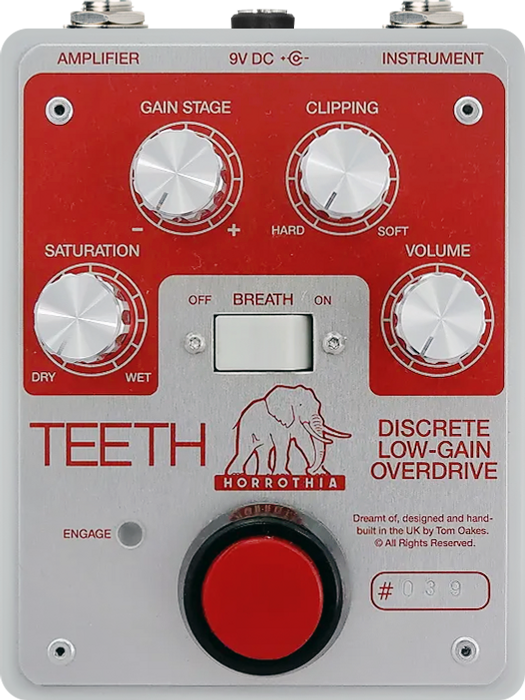 AMPLIFIER
9V DC
INSTRUMENT
GAIN STAGE
CLIPPING
- +
HARD SOFT
SATURATION
VOLUME
OFF BREATH ON
DRY WET
TEETH
DISCRETE
LOW-GAIN
OVERDRIVE
HORROTHIA
Dreamt of, designed and hand-
built in the UK by Tom Oakes.
© All Rights Reserved.
ENGAGE
# 039